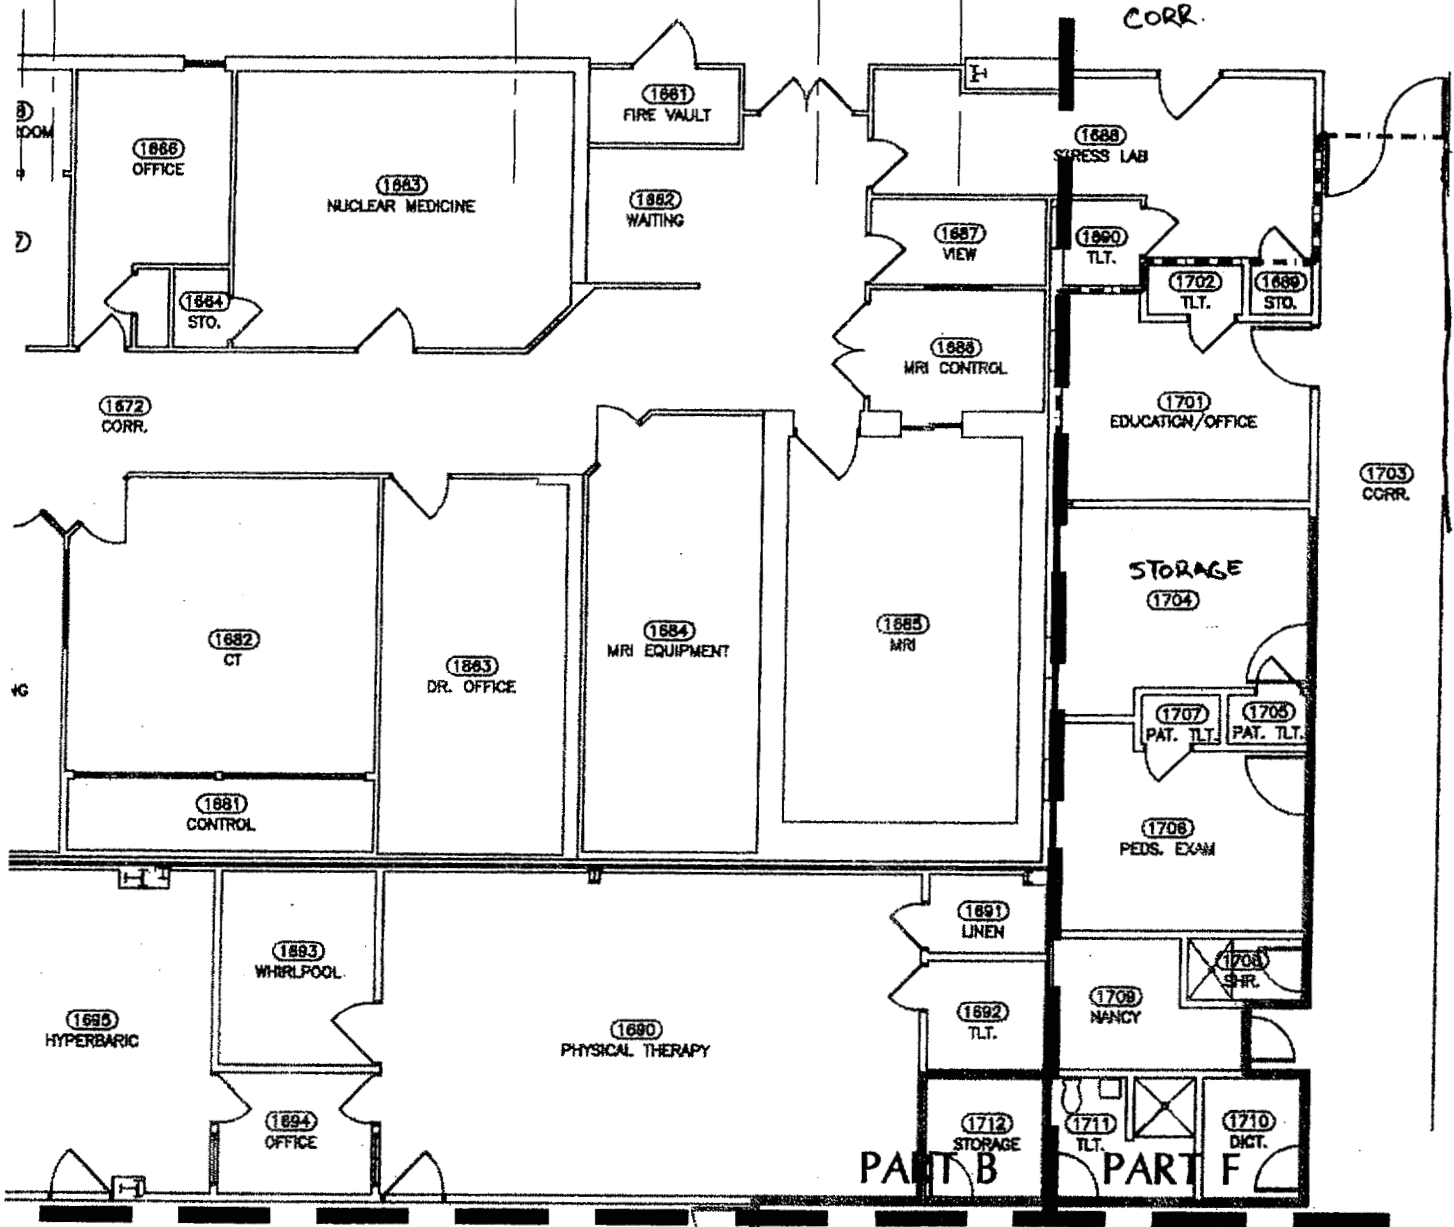 CORR.
1661
FIRE VAULT
1666
OFFICE
1663
NUCLEAR MEDICINE
1662
WAITING
1688
STRESS LAB
ROOM
1687
VIEW
1690
TLT.
1702
TLT.
1689
STO.
1664
STO.
1686
MRI CONTROL
1672
CORR.
1701
EDUCATION/OFFICE
1703
CORR.
STORAGE
1704
1682
CT
1683
DR. OFFICE
1684
MRI EQUIPMENT
1685
MRI
NG
1707
PAT. TLT.
1705
PAT. TLT.
1681
CONTROL
1706
PEDS. EXAM
1691
LINEN
1693
WHIRLPOOL
1708
SHR.
1709
NANCY
1695
HYPERBARIC
1690
PHYSICAL THERAPY
1692
TLT.
1694
OFFICE
1712
STORAGE
1711
TLT.
1710
DICT.
PART B
PART F